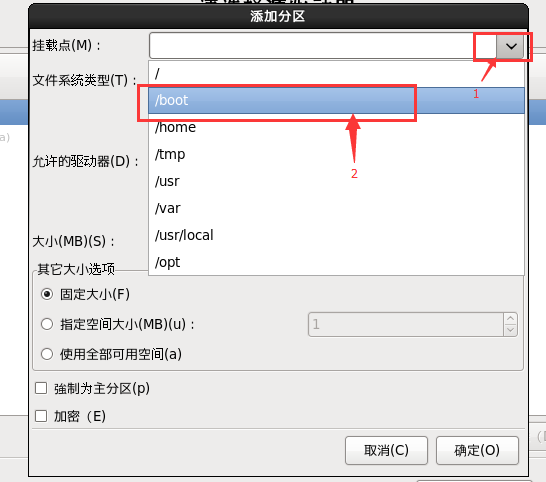 添加分区
挂载点(M)：
/
文件系统类型(T)：
1
/boot
a)
/home
/tmp
允许的驱动器(D)：
2
/usr
/var
大小(MB)(S)：
/usr/local
/opt
其它大小选项
固定大小(F)
指定空间大小(MB)(u)：
1
使用全部可用空间(a)
強制为主分区(p)
加密（E)
取消(C)
确定(O)